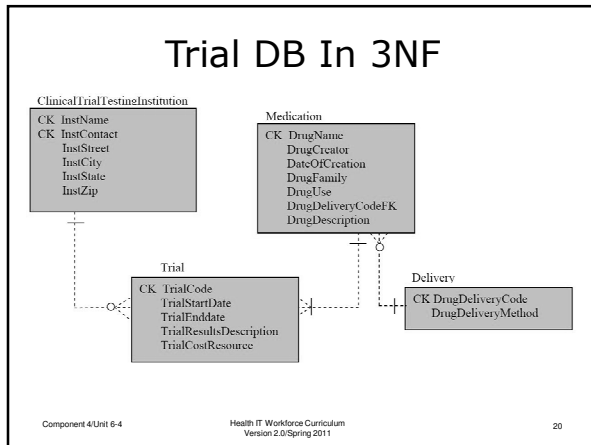 Trial DB In 3NF
ClinicalTrialTestingInstitution
CK InstName
CK InstContact
InstStreet
InstCity
InstState
InstZip
Medication
CK DrugName
DrugCreator
DateOfCreation
DrugFamily
DrugUse
DrugDeliveryCodeFK
DrugDescription
Trial
CK TrialCode
TrialStartDate
TrialEnddate
TrialResultsDescription
TrialCostResource
Delivery
CK DrugDeliveryCode
DrugDeliveryMethod
Component 4/Unit 6-4
Health IT Workforce Curriculum
Version 2.0/Spring 2011
20